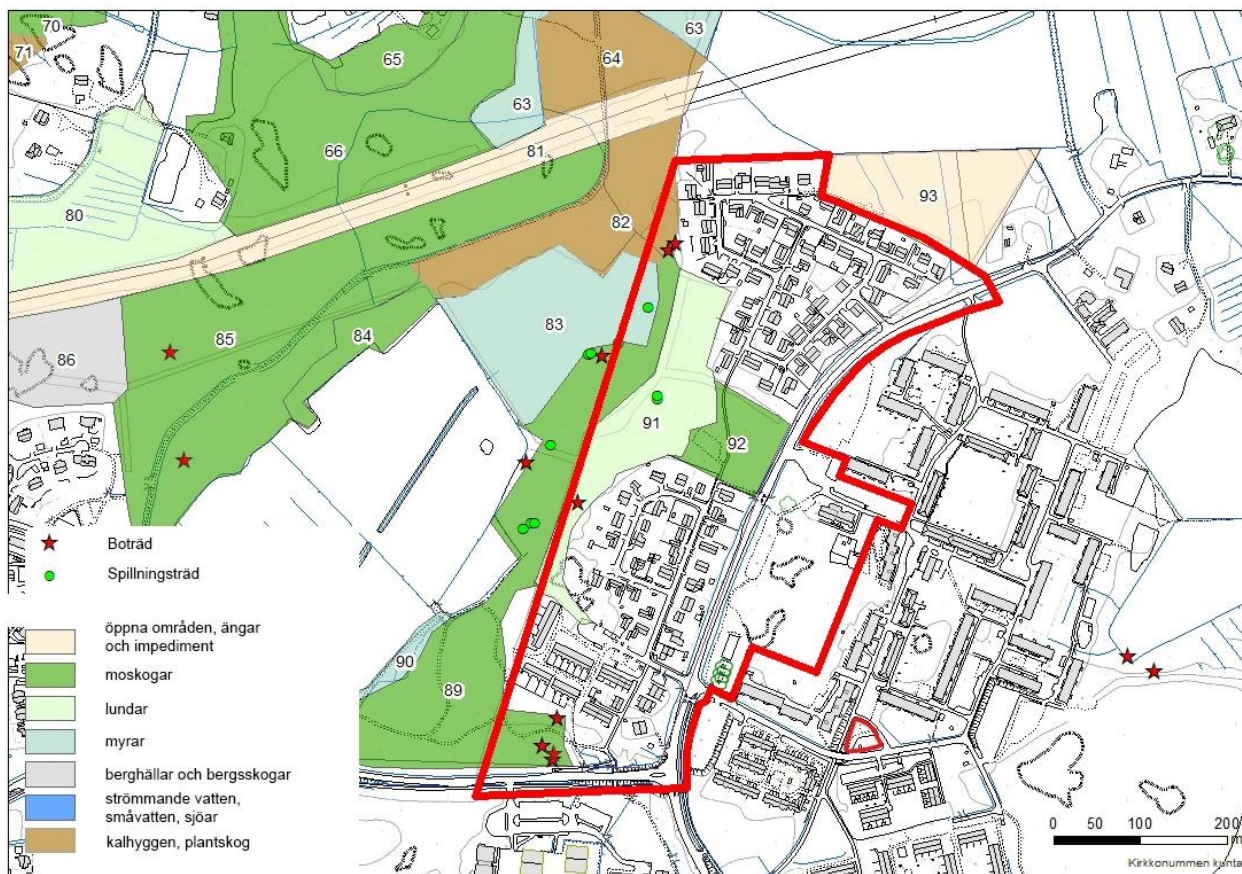 70
71
65
63
64
63
66
81
80
82
93
83
86
85
84
91
92
90
89
Boträd
Spillningsträd
öppna områden, ängar
och impediment
moskogar
lundar
myrar
berghällar och bergsskogar
strömmande vatten,
småvatten, sjöar
kalhyggen, plantskog
0 50 100 200
m
Kirkkonummen kunta